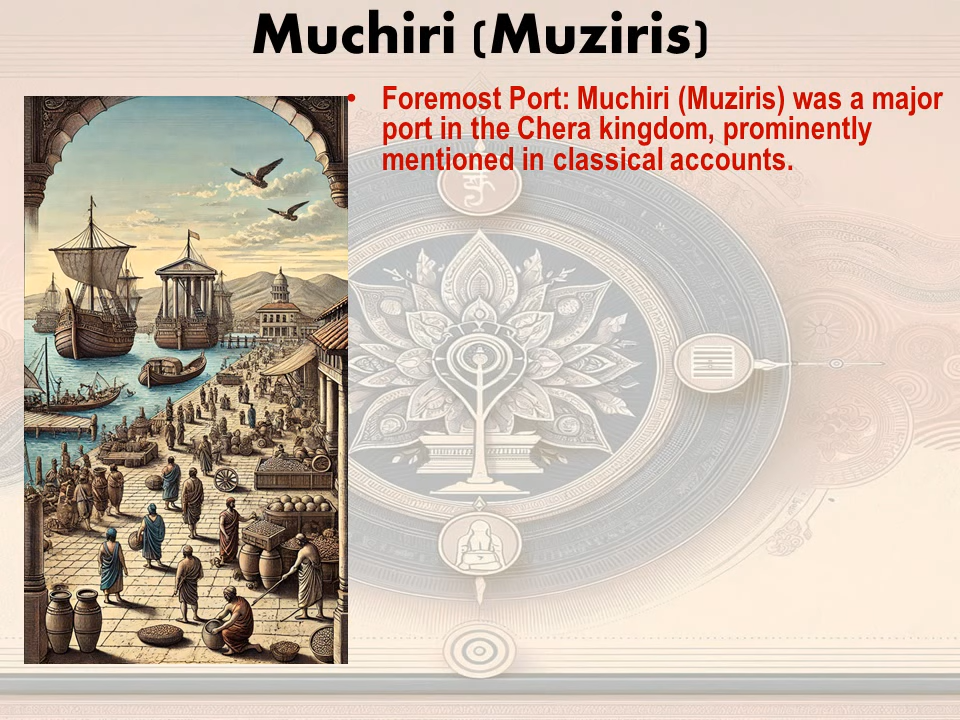 Muchiri (Muziris)
• Foremost Port: Muchiri (Muziris) was a major
port in the Chera kingdom, prominently
mentioned in classical accounts.